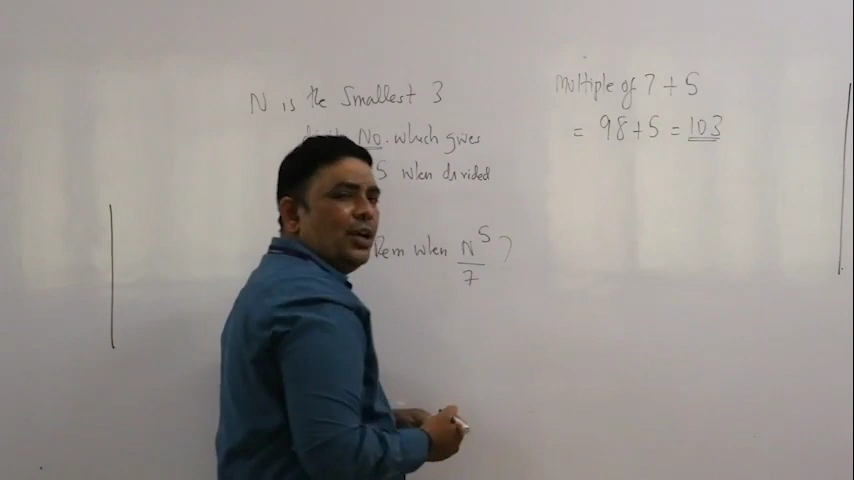 N is the Smallest 3
No. which gives
5 when divided
Rem when N^5/7 ?
Multiple of 7 + 5
= 98 + 5 = 103